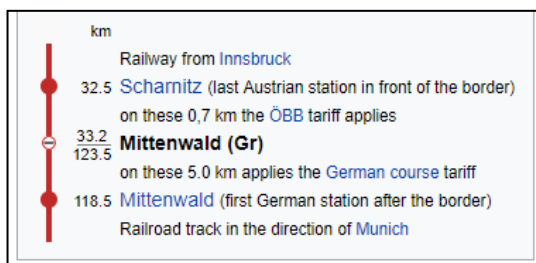 km
Railway from Innsbruck
32.5 Scharnitz (last Austrian station in front of the border)
on these 0,7 km the ÖBB tariff applies
33.2
123.5 Mittenwald (Gr)
on these 5.0 km applies the German course tariff
118.5 Mittenwald (first German station after the border)
Railroad track in the direction of Munich